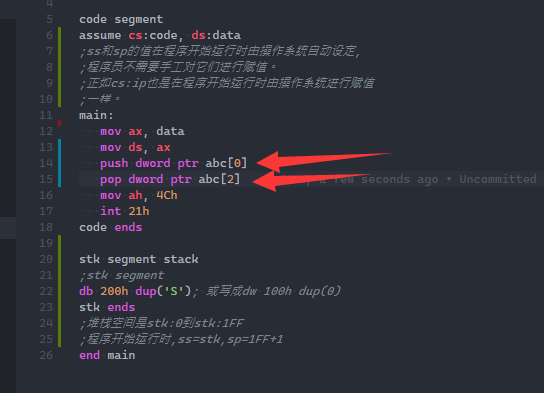 4
5 code segment
6 assume cs:code, ds:data
7 ;ss和sp的值在程序开始运行时由操作系统自动设定,
8 ;程序员不需要手工对它们进行赋值。
9 ;正如cs:ip也是在程序开始运行时由操作系统进行赋值
10 ;一样。
11 main:
12 mov ax, data
13 mov ds, ax
14 push dword ptr abc[0]
15 pop dword ptr abc[2] a few seconds ago • Uncommitted
16 mov ah, 4Ch
17 int 21h
18 code ends
19
20 stk segment stack
21 ;stk segment
22 db 200h dup('S'); 或写成dw 100h dup(0)
23 stk ends
24 ;堆栈空间是stk:0到stk:1FF
25 ;程序开始运行时,ss=stk,sp=1FF+1
26 end main